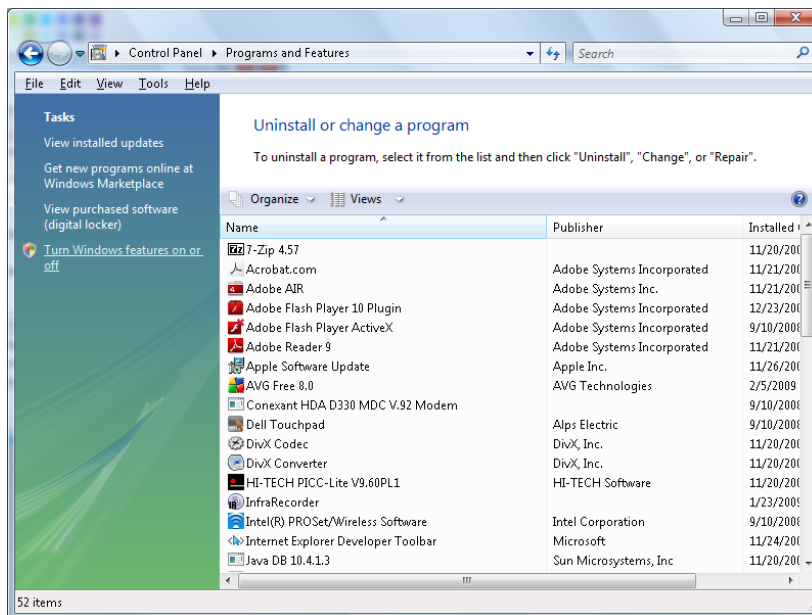 Control Panel Programs and Features Search
File Edit View Tools Help
Tasks
View installed updates
Get new programs online at
Windows Marketplace
View purchased software
(digital locker)
Turn Windows features on or
off
Uninstall or change a program
To uninstall a program, select it from the list and then click "Uninstall", "Change", or "Repair".
Organize Views
Name Publisher Installed
7-Zip 4.57 11/20/200
Acrobat.com Adobe Systems Incorporated 11/21/200
Adobe AIR Adobe Systems Inc. 11/21/200
Adobe Flash Player 10 Plugin Adobe Systems Incorporated 12/23/200
Adobe Flash Player ActiveX Adobe Systems Incorporated 9/10/2008
Adobe Reader 9 Adobe Systems Incorporated 11/21/200
Apple Software Update Apple Inc. 11/26/200
AVG Free 8.0 AVG Technologies 2/5/2009
Conexant HDA D330 MDC V.92 Modem 9/10/2008
Dell Touchpad Alps Electric 9/10/2008
DivX Codec DivX, Inc. 11/20/200
DivX Converter DivX, Inc. 11/20/200
HI-TECH PICC-Lite V9.60PL1 HI-TECH Software 11/20/200
InfraRecorder 1/23/2009
Intel(R) PROSet/Wireless Software Intel Corporation 9/10/2008
Internet Explorer Developer Toolbar Microsoft 11/24/200
Java DB 10.4.1.3 Sun Microsystems, Inc 11/20/200
52 items